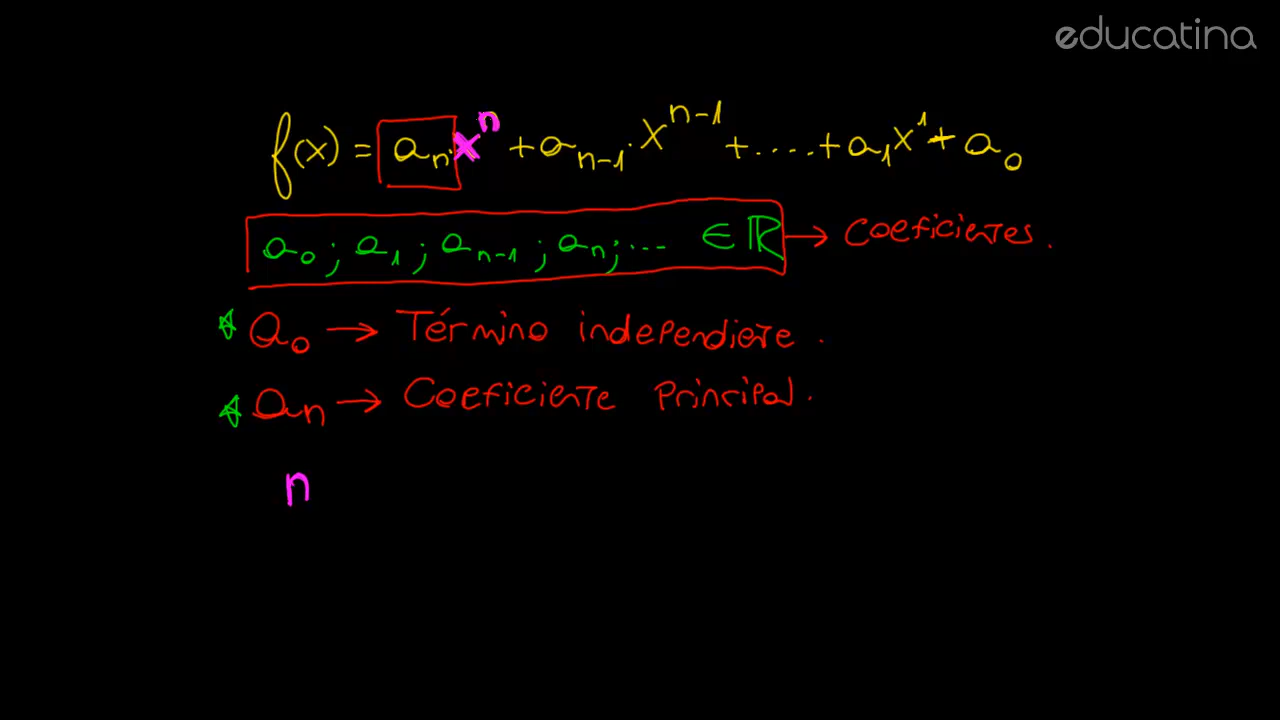 educatina
f(x) = aₙ·xⁿ + aₙ₋₁·xⁿ⁻¹ + .... + a₁x¹ + a₀
a₀; a₁; aₙ₋₁; aₙ;... ∈ ℝ → Coeficientes.
* a₀ → Término independiente.
* aₙ → Coeficiente Principal.
n